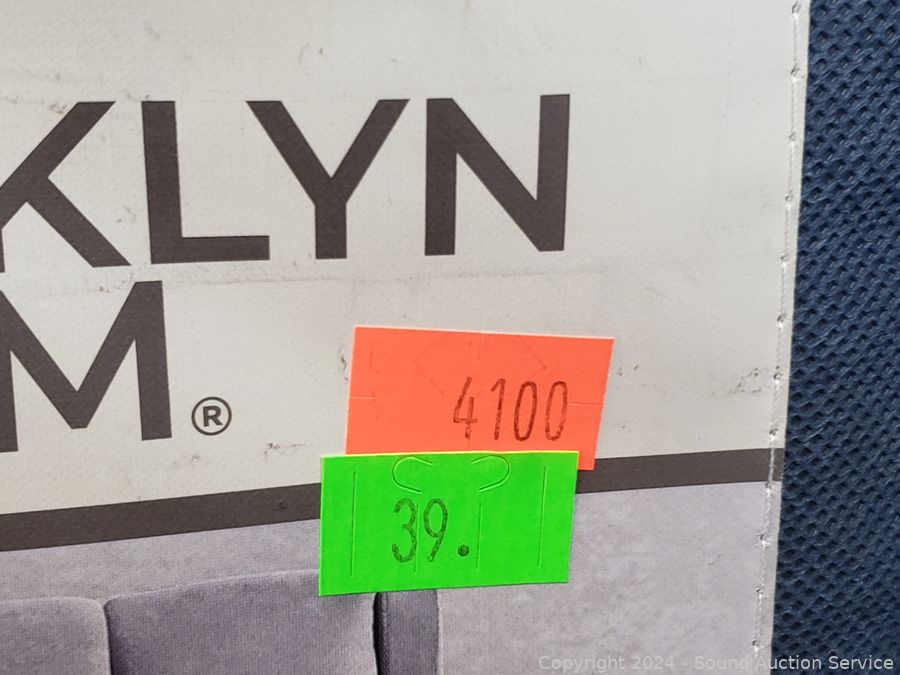 KLYN
M®
4100
39.
Copyright 2024 - Sound Auction Service